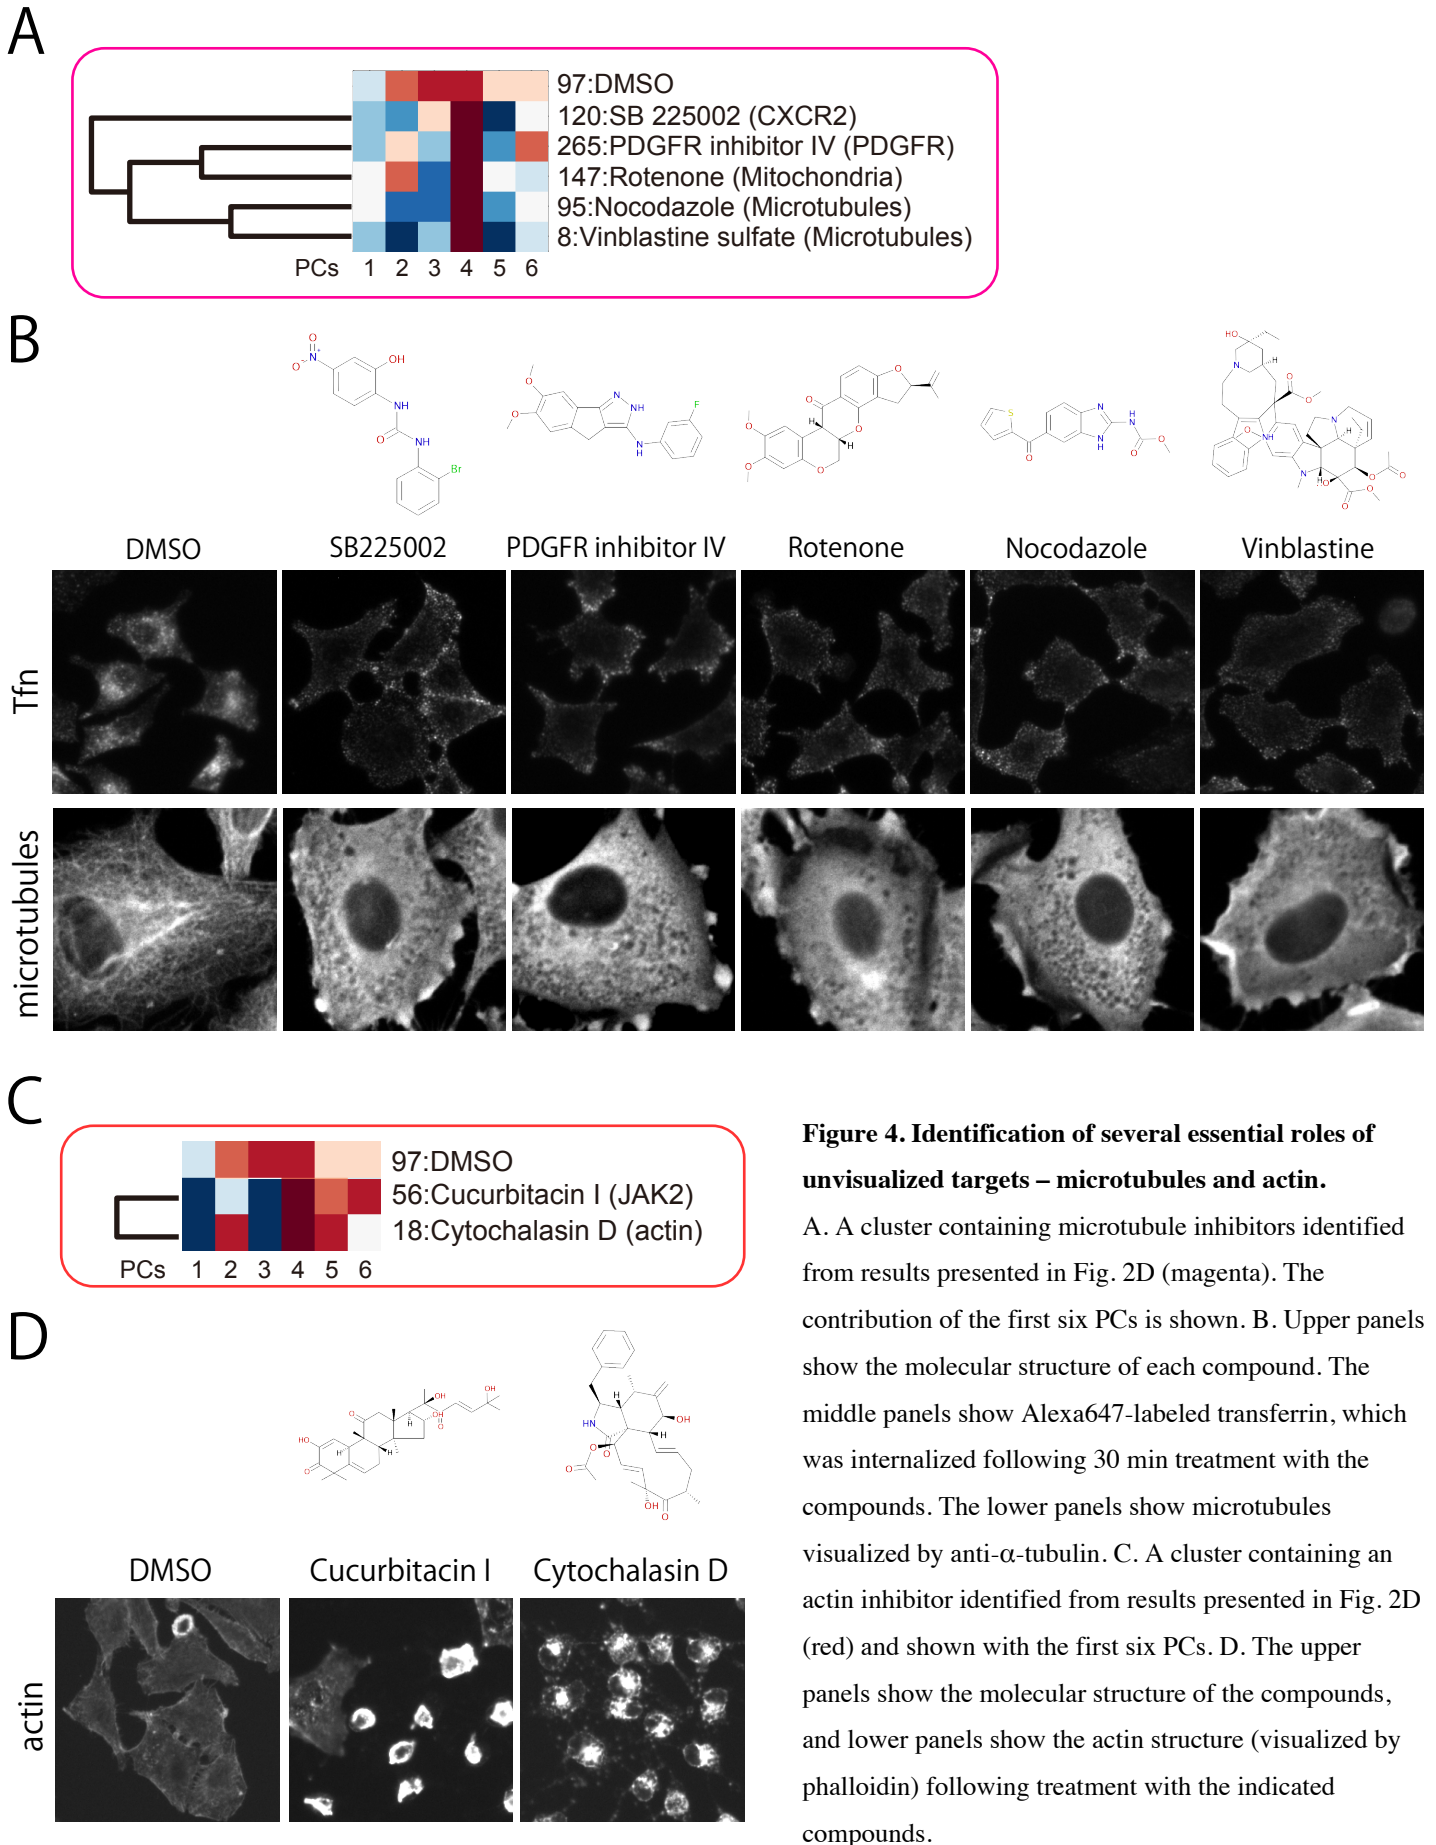 A
97:DMSO
120:SB 225002 (CXCR2)
265:PDGFR inhibitor IV (PDGFR)
147:Rotenone (Mitochondria)
95:Nocodazole (Microtubules)
8:Vinblastine sulfate (Microtubules)
PCs 1 2 3 4 5 6
B
DMSO SB225002 PDGFR inhibitor IV Rotenone Nocodazole Vinblastine
Tfn
microtubules
C
97:DMSO
56:Cucurbitacin I (JAK2)
18:Cytochalasin D (actin)
PCs 1 2 3 4 5 6
D
DMSO Cucurbitacin I Cytochalasin D
actin
Figure 4. Identification of several essential roles of
unvisualized targets – microtubules and actin.
A. A cluster containing microtubule inhibitors identified
from results presented in Fig. 2D (magenta). The
contribution of the first six PCs is shown. B. Upper panels
show the molecular structure of each compound. The
middle panels show Alexa647-labeled transferrin, which
was internalized following 30 min treatment with the
compounds. The lower panels show microtubules
visualized by anti-α-tubulin. C. A cluster containing an
actin inhibitor identified from results presented in Fig. 2D
(red) and shown with the first six PCs. D. The upper
panels show the molecular structure of the compounds,
and lower panels show the actin structure (visualized by
phalloidin) following treatment with the indicated
compounds.